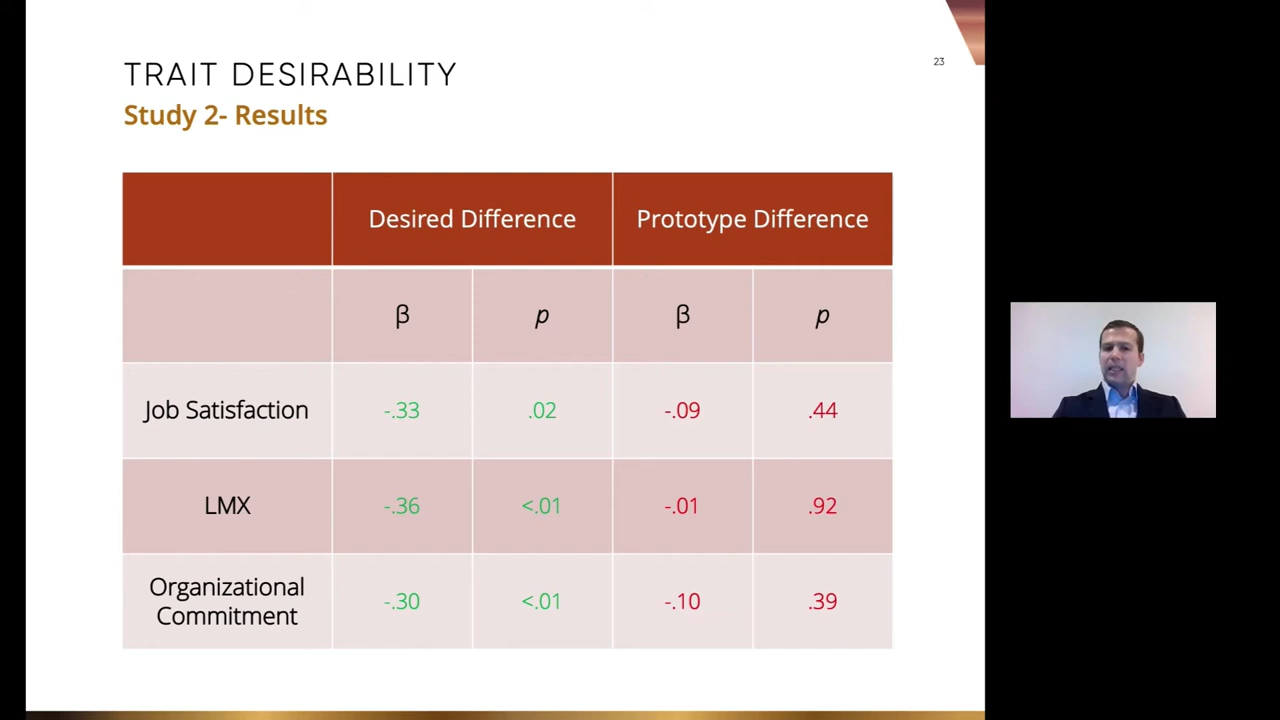 23
TRAIT DESIRABILITY
Study 2- Results
Desired Difference Prototype Difference
β p β p
Job Satisfaction -.33 .02 -.09 .44
LMX -.36 <.01 -.01 .92
Organizational
Commitment -.30 <.01 -.10 .39